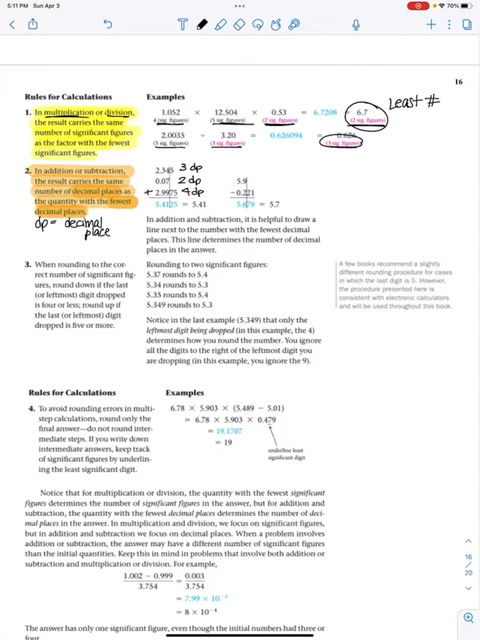 5:11 PM Sun Apr 3
70%
16
Rules for Calculations
Examples
1. In multiplication or division,
the result carries the same
number of significant figures
as the factor with the fewest
significant figures.
1.052 × 12.504 × 0.53 = 6.7208 = 6.7
(4 sig. figures) (5 sig. figures) (2 sig. figures) (2 sig. figures)
Least #
2.0035 ÷ 3.20 = 0.626094 = 0.626
(5 sig. figures) (3 sig. figures) (3 sig. figures)
2. In addition or subtraction,
the result carries the same
number of decimal places as
the quantity with the fewest
decimal places.
dp = decimal
place
2.345 3 dp
0.07 2 dp
+ 2.9975 4 dp
5.4125 = 5.41
5.9
−0.221
5.679 = 5.7
In addition and subtraction, it is helpful to draw a
line next to the number with the fewest decimal
places. This line determines the number of decimal
places in the answer.
3. When rounding to the cor-
rect number of significant fig-
ures, round down if the last
(or leftmost) digit dropped
is four or less; round up if
the last (or leftmost) digit
dropped is five or more.
Rounding to two significant figures:
5.37 rounds to 5.4
5.34 rounds to 5.3
5.35 rounds to 5.4
5.349 rounds to 5.3
Notice in the last example (5.349) that only the
leftmost digit being dropped (in this example, the 4)
determines how you round the number. You ignore
all the digits to the right of the leftmost digit you
are dropping (in this example, you ignore the 9).
A few books recommend a slightly
different rounding procedure for cases
in which the last digit is 5. However,
the procedure presented here is
consistent with electronic calculators
and will be used throughout this book.
Rules for Calculations
Examples
4. To avoid rounding errors in multi-
step calculations, round only the
final answer—do not round inter-
mediate steps. If you write down
intermediate answers, keep track
of significant figures by underlin-
ing the least significant digit.
6.78 × 5.903 × (5.489 − 5.01)
= 6.78 × 5.903 × 0.479
= 19.1707
= 19
underline least
significant digit
Notice that for multiplication or division, the quantity with the fewest significant
figures determines the number of significant figures in the answer, but for addition and
subtraction, the quantity with the fewest decimal places determines the number of deci-
mal places in the answer. In multiplication and division, we focus on significant figures,
but in addition and subtraction we focus on decimal places. When a problem involves
addition or subtraction, the answer may have a different number of significant figures
than the initial quantities. Keep this in mind in problems that involve both addition or
subtraction and multiplication or division. For example,
1.002 − 0.999 = 0.003
3.754 3.754
= 7.99 × 10⁻⁴
= 8 × 10⁻⁴
The answer has only one significant figure, even though the initial numbers had three or
four.
16
/
20